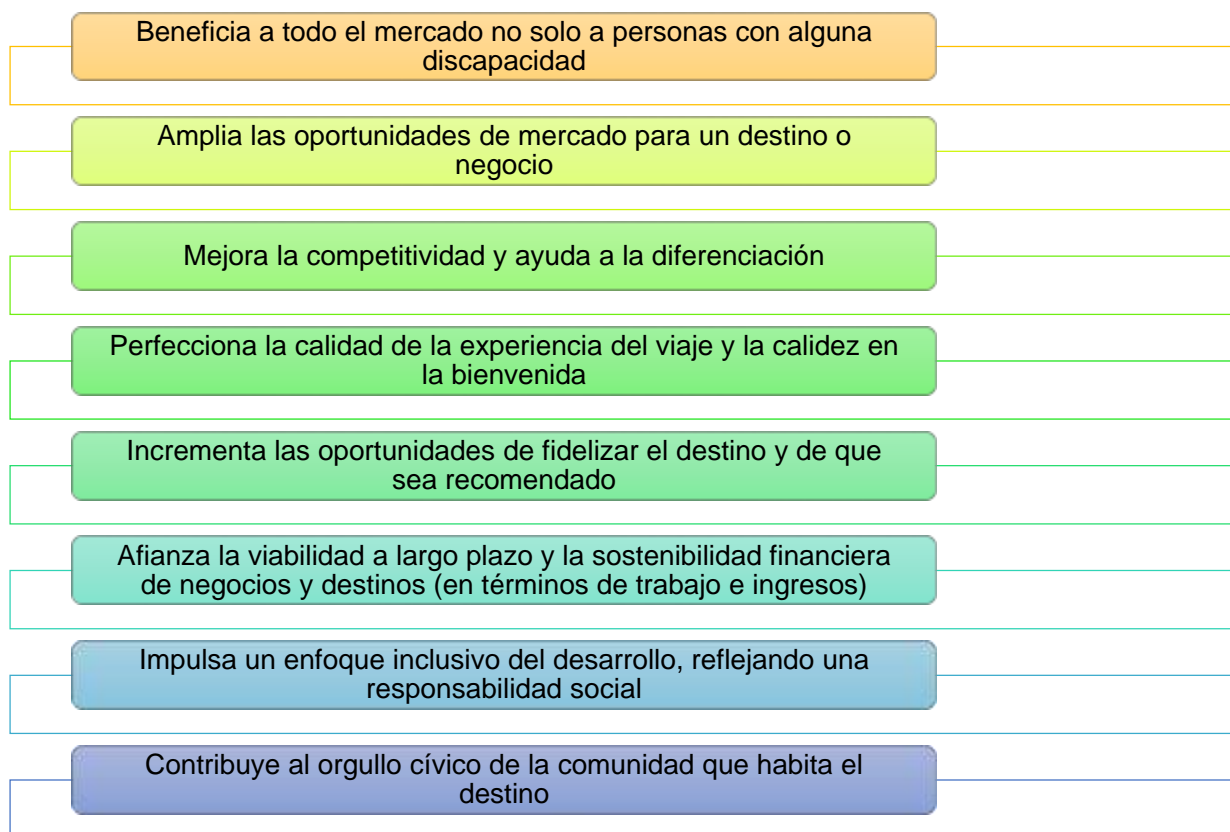 Beneficia a todo el mercado no solo a personas con alguna
discapacidad
Amplia las oportunidades de mercado para un destino o
negocio
Mejora la competitividad y ayuda a la diferenciación
Perfecciona la calidad de la experiencia del viaje y la calidez en
la bienvenida
Incrementa las oportunidades de fidelizar el destino y de que
sea recomendado
Afianza la viabilidad a largo plazo y la sostenibilidad financiera
de negocios y destinos (en términos de trabajo e ingresos)
Impulsa un enfoque inclusivo del desarrollo, reflejando una
responsabilidad social
Contribuye al orgullo cívico de la comunidad que habita el
destino